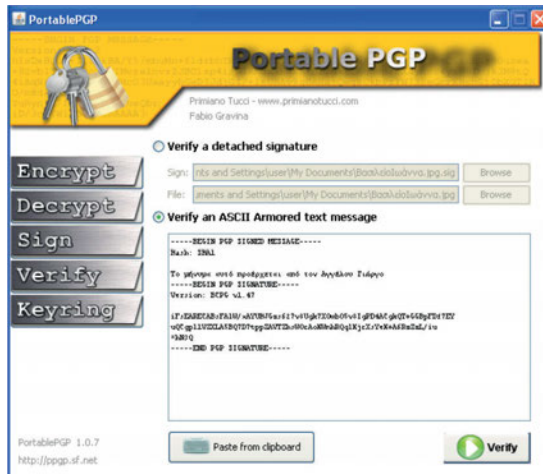 PortablePGP
Portable PGP
Primiano Tucci - www.primianotucci.com
Fabio Gravina
Verify a detached signature
Sign: nts and Settings\user\My Documents\ .jpg.sig Browse
File: uments and Settings\user\My Documents\ .jpg Browse
Verify an ASCII Armored text message
Encrypt
Decrypt
Sign
Verify
Keyring
-----BEGIN PGP SIGNED MESSAGE-----
Hash: SHA1
Το μήνυμα αυτό προέρχεται από τον Αγγέλου Γιώργο
-----BEGIN PGP SIGNATURE-----
Version: BCPG v1.47
-----END PGP SIGNATURE-----
PortablePGP 1.0.7
http://ppgp.sf.net
Paste from clipboard
Verify